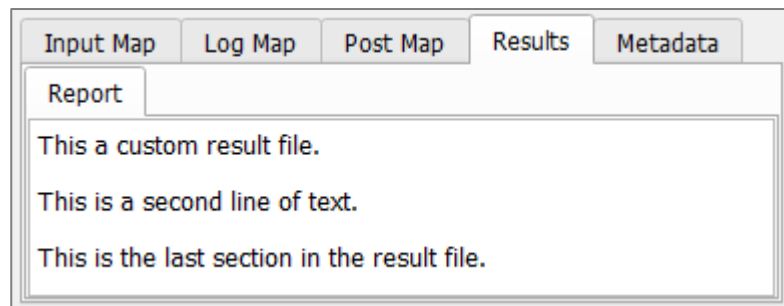 Input Map Log Map Post Map Results Metadata
Report
This a custom result file.
This is a second line of text.
This is the last section in the result file.